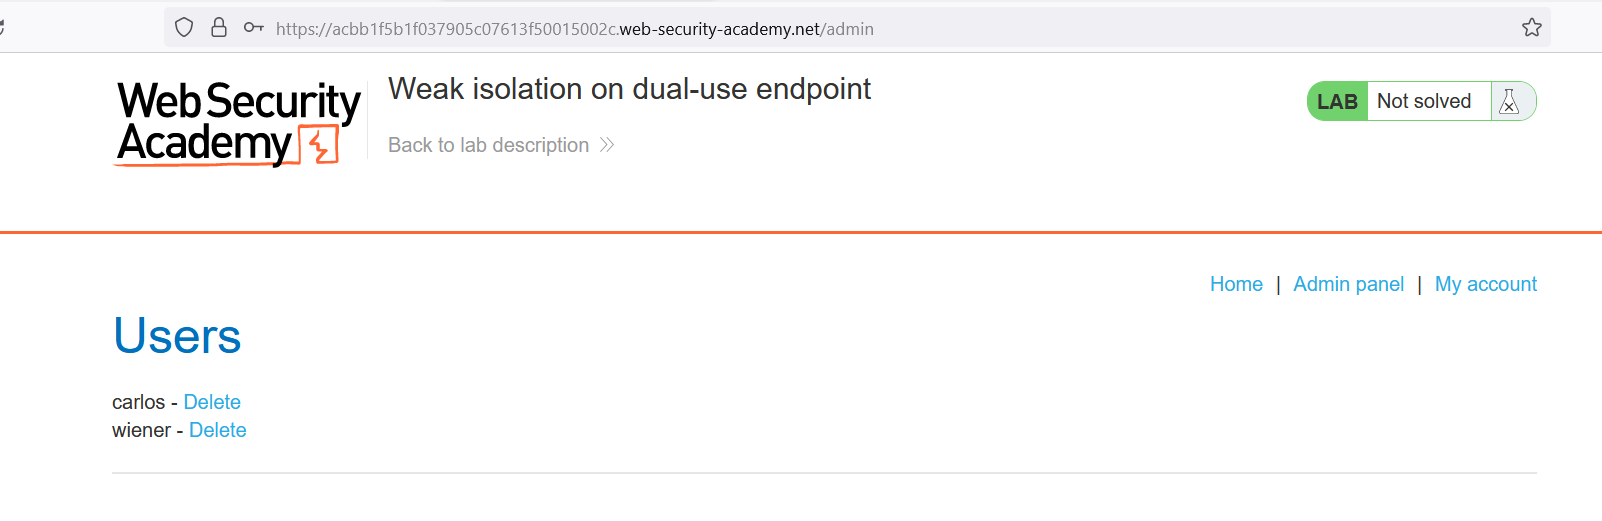 https://acbb1f5b1f037905c07613f50015002c.web-security-academy.net/admin
Web Security
Academy
Weak isolation on dual-use endpoint
Back to lab description
LAB Not solved
Home | Admin panel | My account
Users
carlos - Delete
wiener - Delete